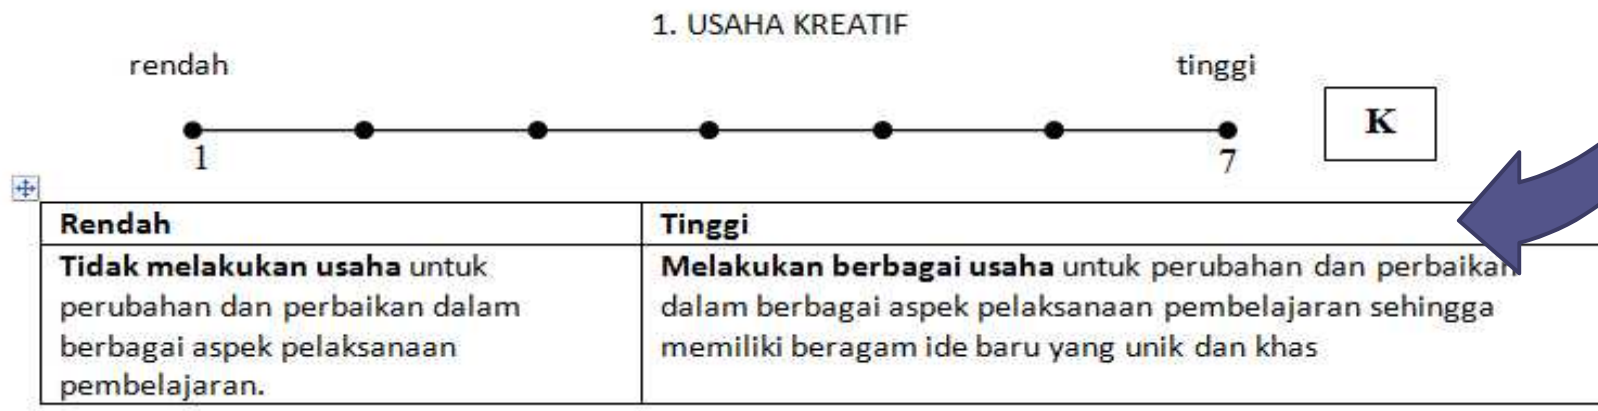 1. USAHA KREATIF
rendah tinggi
K
1 7
Rendah Tinggi
Tidak melakukan usaha untuk
perubahan dan perbaikan dalam
berbagai aspek pelaksanaan
pembelajaran.
Melakukan berbagai usaha untuk perubahan dan perbaikan
dalam berbagai aspek pelaksanaan pembelajaran sehingga
memiliki beragam ide baru yang unik dan khas